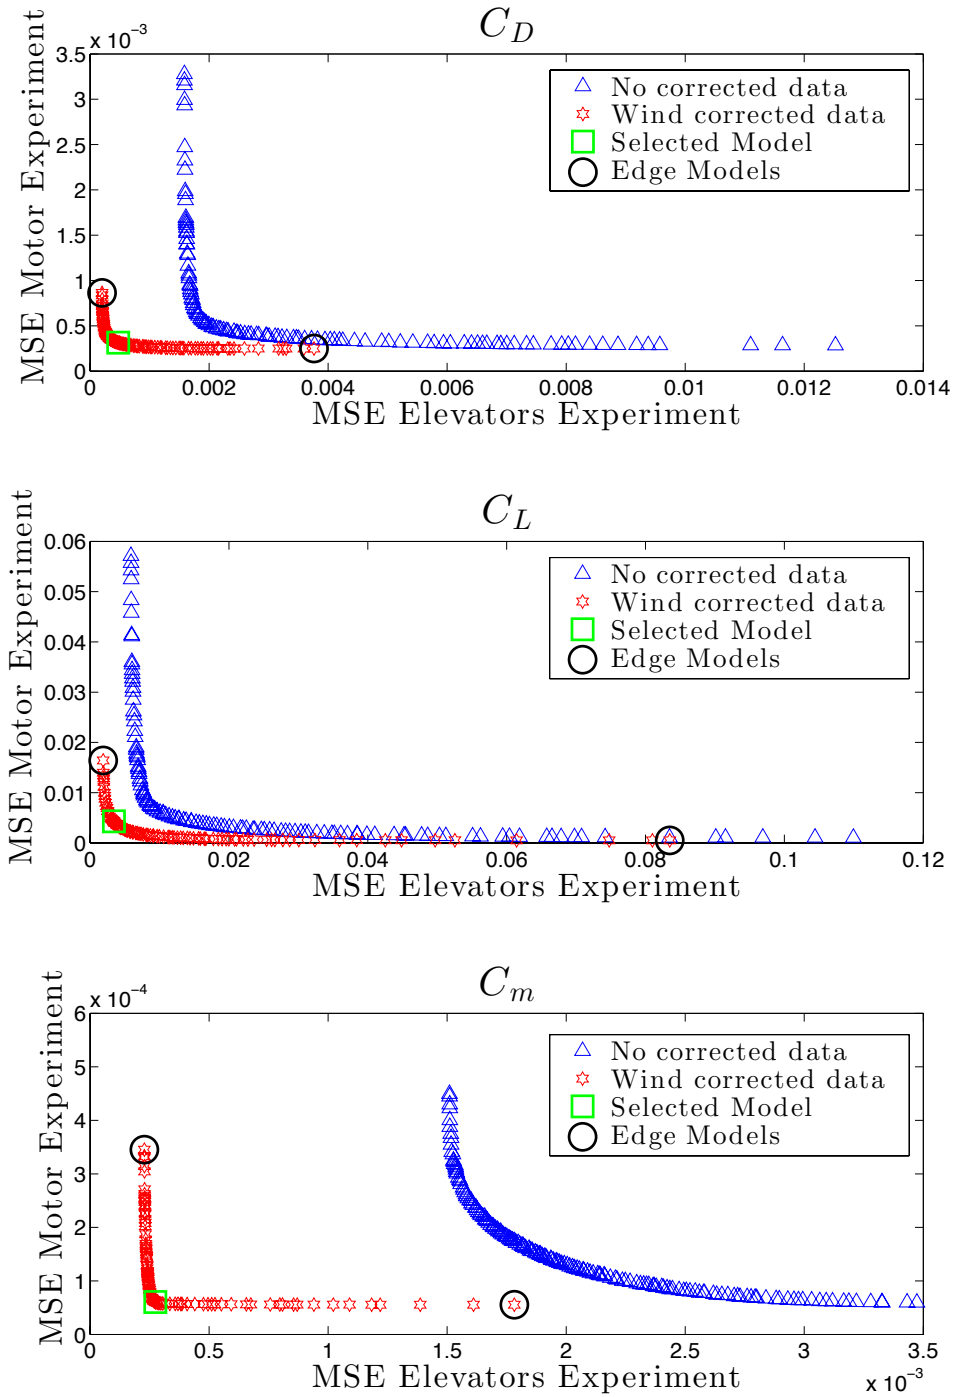 C_D
x 10^-3
MSE Motor Experiment
3.5
3
2.5
2
1.5
1
0.5
0
No corrected data
Wind corrected data
Selected Model
Edge Models
0 0.002 0.004 0.006 0.008 0.01 0.012 0.014
MSE Elevators Experiment
C_L
MSE Motor Experiment
0.06
0.05
0.04
0.03
0.02
0.01
0
No corrected data
Wind corrected data
Selected Model
Edge Models
0 0.02 0.04 0.06 0.08 0.1 0.12
MSE Elevators Experiment
C_m
x 10^-4
MSE Motor Experiment
6
5
4
3
2
1
0
No corrected data
Wind corrected data
Selected Model
Edge Models
0 0.5 1 1.5 2 2.5 3 3.5
MSE Elevators Experiment
x 10^-3